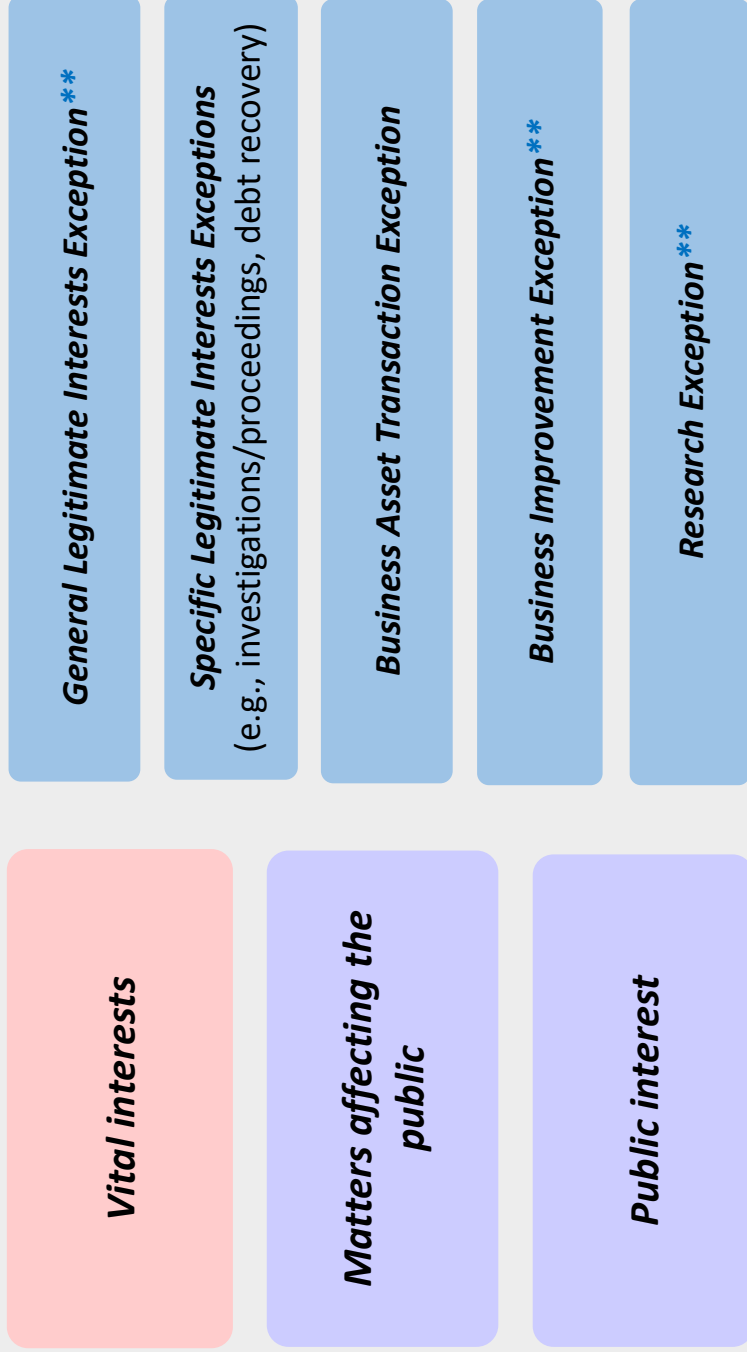 Vital interests
Matters affecting the
public
Public interest
General Legitimate Interests Exception**
Specific Legitimate Interests Exceptions
(e.g., investigations/proceedings, debt recovery)
Business Asset Transaction Exception
Business Improvement Exception**
Research Exception**